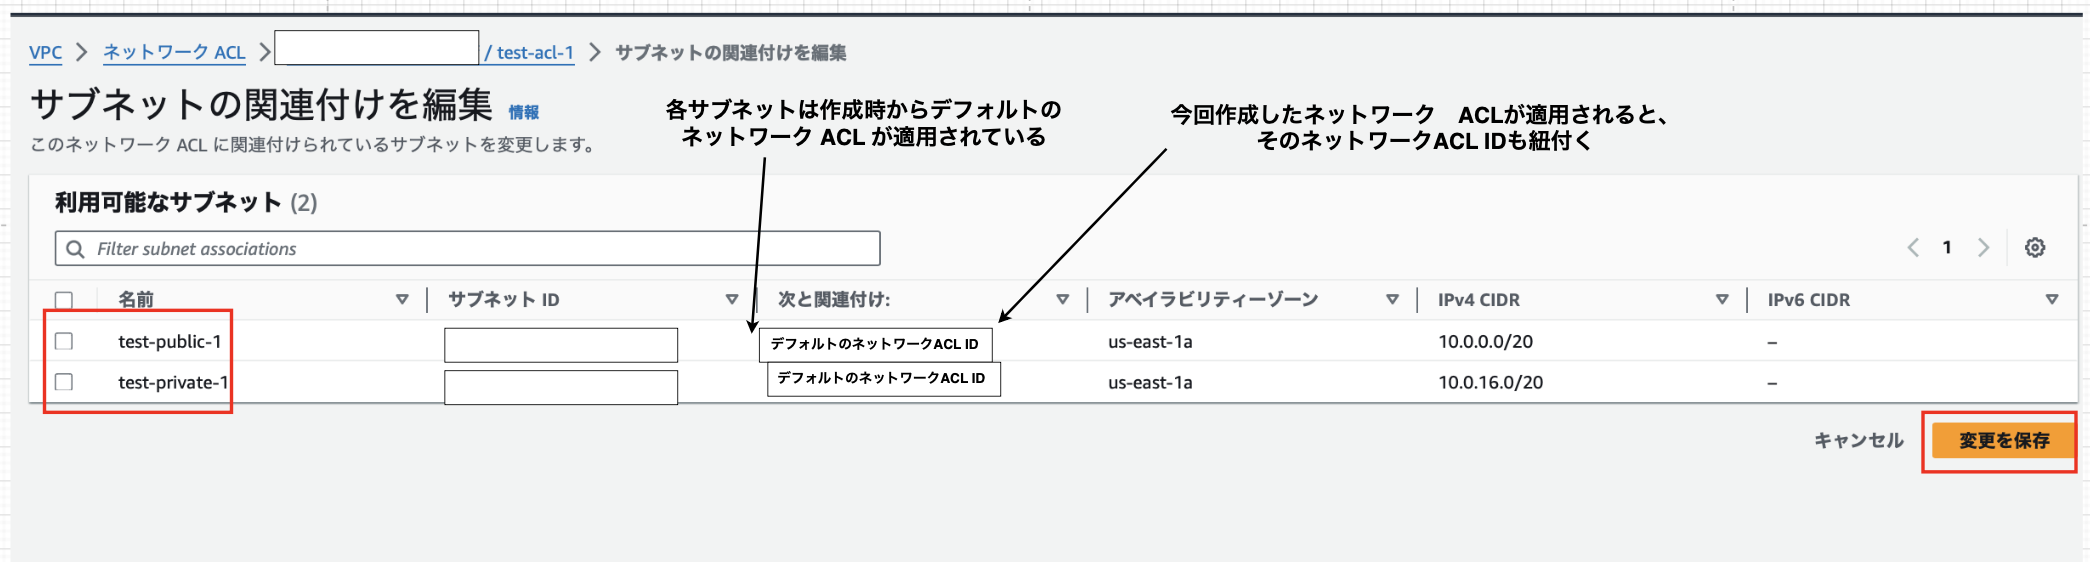 VPC > ネットワーク ACL > / test-acl-1 > サブネットの関連付けを編集
サブネットの関連付けを編集 情報
このネットワーク ACL に関連付けられているサブネットを変更します。
各サブネットは作成時からデフォルトの
ネットワーク ACL が適用されている
今回作成したネットワーク　ACLが適用されると、
そのネットワークACL IDも紐付く
利用可能なサブネット (2)
Filter subnet associations
1
名前 サブネット ID 次と関連付け: アベイラビリティーゾーン IPv4 CIDR IPv6 CIDR
test-public-1 デフォルトのネットワークACL ID us-east-1a 10.0.0.0/20 –
test-private-1 デフォルトのネットワークACL ID us-east-1a 10.0.16.0/20 –
キャンセル 変更を保存